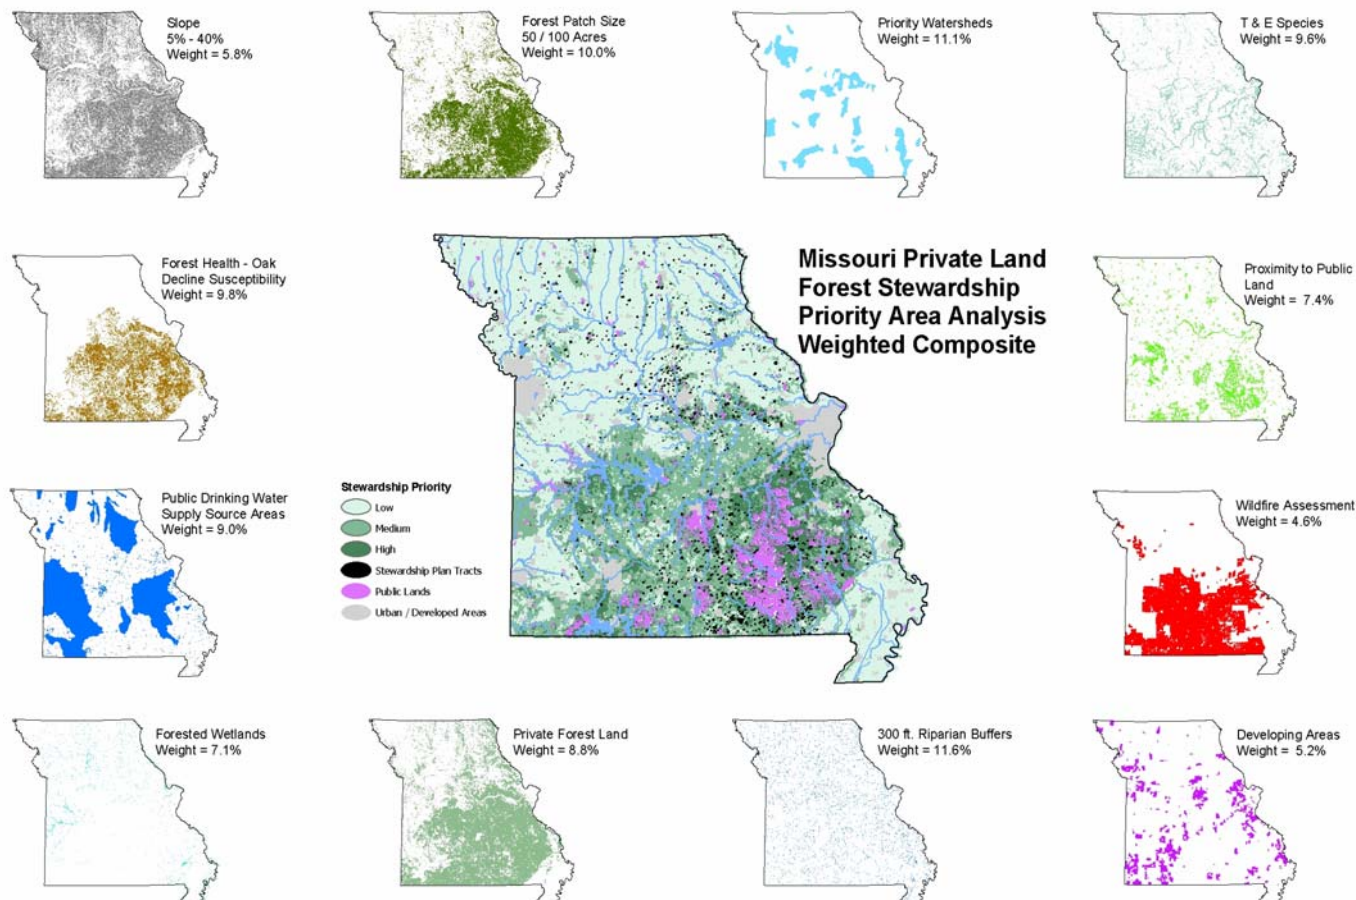 Slope
5% - 40%
Weight = 5.8%
Forest Patch Size
50 / 100 Acres
Weight = 10.0%
Priority Watersheds
Weight = 11.1%
T & E Species
Weight = 9.6%
Forest Health - Oak
Decline Susceptibility
Weight = 9.8%
Missouri Private Land
Forest Stewardship
Priority Area Analysis
Weighted Composite
Proximity to Public
Land
Weight = 7.4%
Public Drinking Water
Supply Source Areas
Weight = 9.0%
Stewardship Priority
Low
Medium
High
Stewardship Plan Tracts
Public Lands
Urban / Developed Areas
Wildfire Assessment
Weight = 4.6%
Forested Wetlands
Weight = 7.1%
Private Forest Land
Weight = 8.8%
300 ft. Riparian Buffers
Weight = 11.6%
Developing Areas
Weight = 5.2%